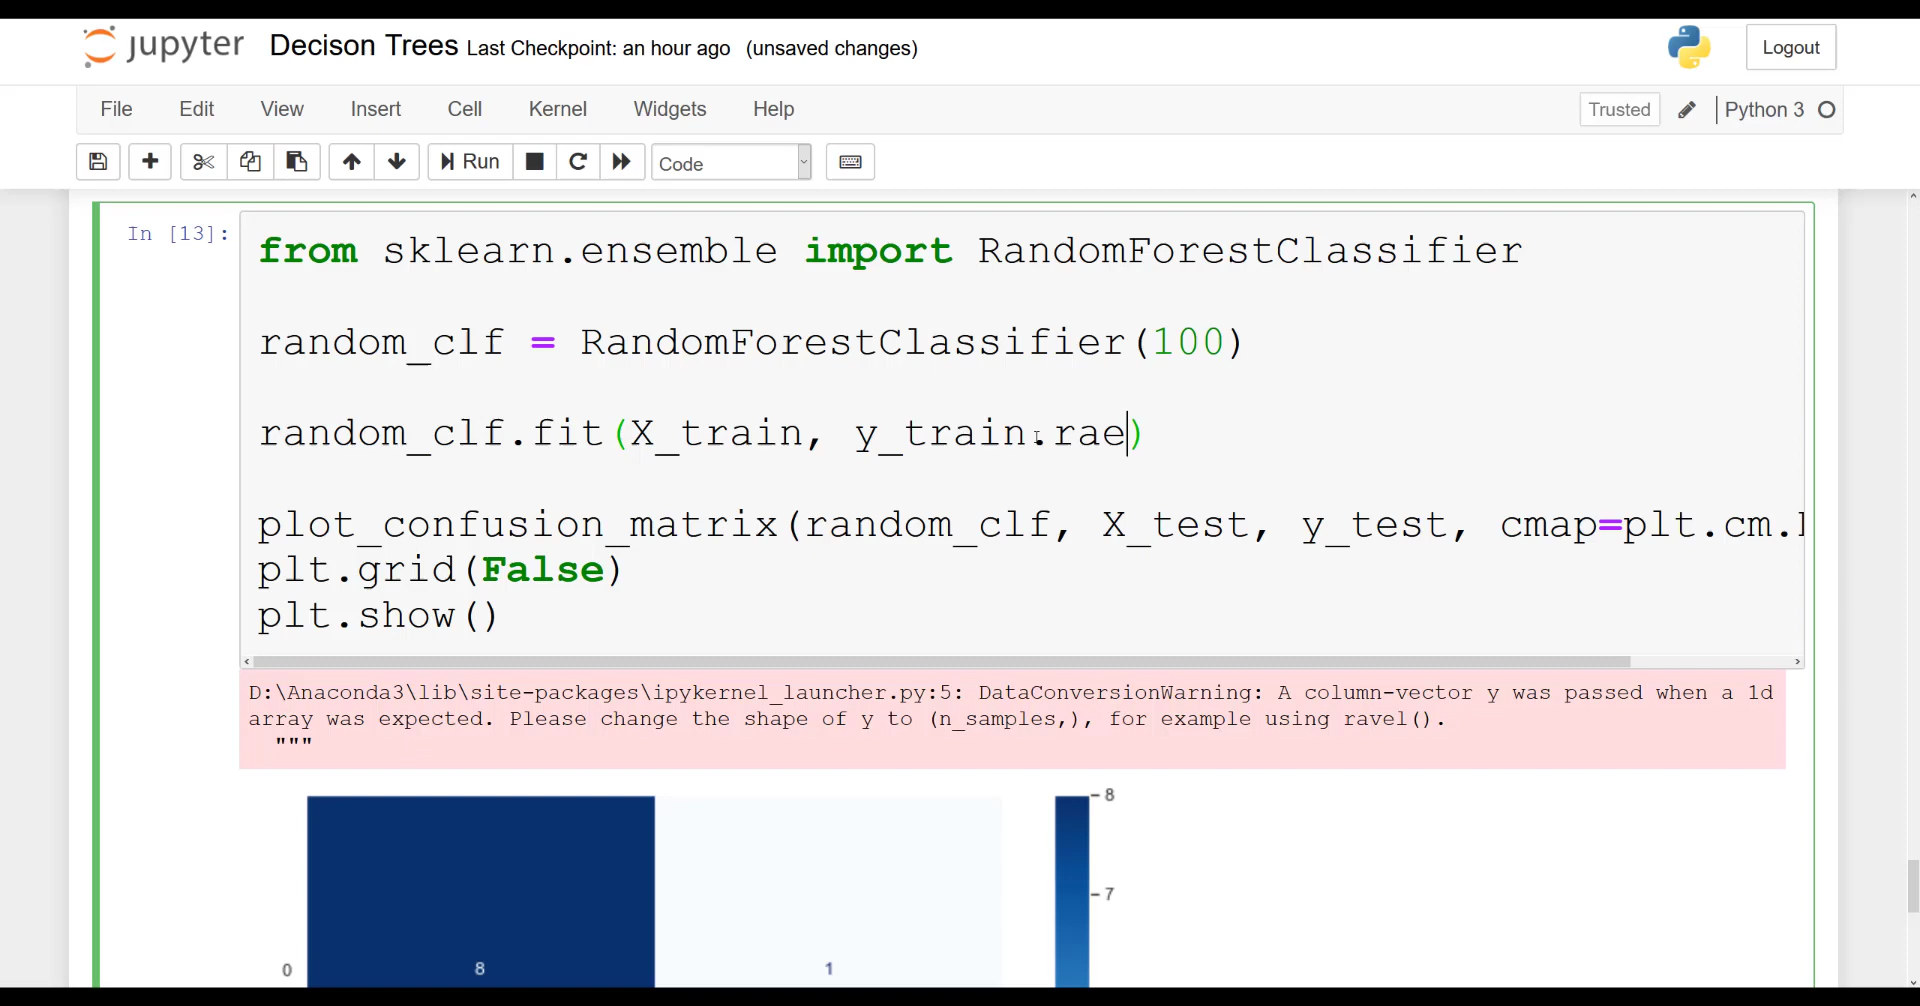 jupyter Decison Trees Last Checkpoint: an hour ago (unsaved changes) Logout
File Edit View Insert Cell Kernel Widgets Help Trusted Python 3
Run Code
In [13]:
from sklearn.ensemble import RandomForestClassifier
random_clf = RandomForestClassifier(100)
random_clf.fit(X_train, y_train.rae)
plot_confusion_matrix(random_clf, X_test, y_test, cmap=plt.cm.
plt.grid(False)
plt.show()
D:\Anaconda3\lib\site-packages\ipykernel_launcher.py:5: DataConversionWarning: A column-vector y was passed when a 1d
array was expected. Please change the shape of y to (n_samples,), for example using ravel().
"""
8
7
0 8 1